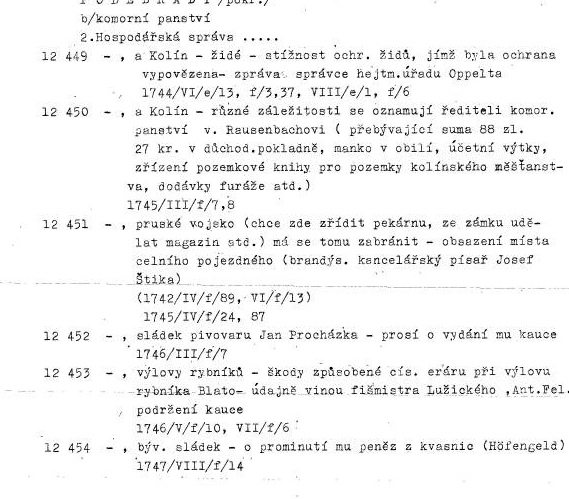 P O D Ě B R A D Y /pokr./
b/komorní panství
2.Hospodářská správa .....
12 449 - , a Kolín - židé - stížnost ochr. židů, jímž byla ochrana
vypovězena- zpráva správce hejtm.úřadu Oppelta
1744/VI/e/13, f/3,37, VIII/e/1, f/6
12 450 - , a Kolín - různé záležitosti se oznamují řediteli komor.
panství v. Rausenbachovi ( přebývající suma 88 zl.
27 kr. v důchod.pokladně, manko v obilí, účetní výtky,
zřízení pozemkové knihy pro pozemky kolínského měšťanst-
va, dodávky furáže atd.)
1745/III/f/7,8
12 451 - , pruské vojsko (chce zde zřídit pekárnu, ze zámku udě-
lat magazin atd.) má se tomu zabránit - obsazení místa
celního pojezdného (brandýs. kancelářský písař Josef
Štika)
(1742/IV/f/89, VI/f/13)
1745/IV/f/24, 87
12 452 - , sládek pivovaru Jan Procházka - prosí o vydání mu kauce
1746/III/f/7
12 453 - , výlovy rybníků - škody způsobené cís. eráru při výlovu
rybníka Blato- údajně vinou fišmistra Lužického ,Ant.Fel.
podržení kauce
1746/V/f/10, VII/f/6
12 454 - , býv. sládek - o prominutí mu peněz z kvasnic (Höfengeld)
1747/VIII/f/14